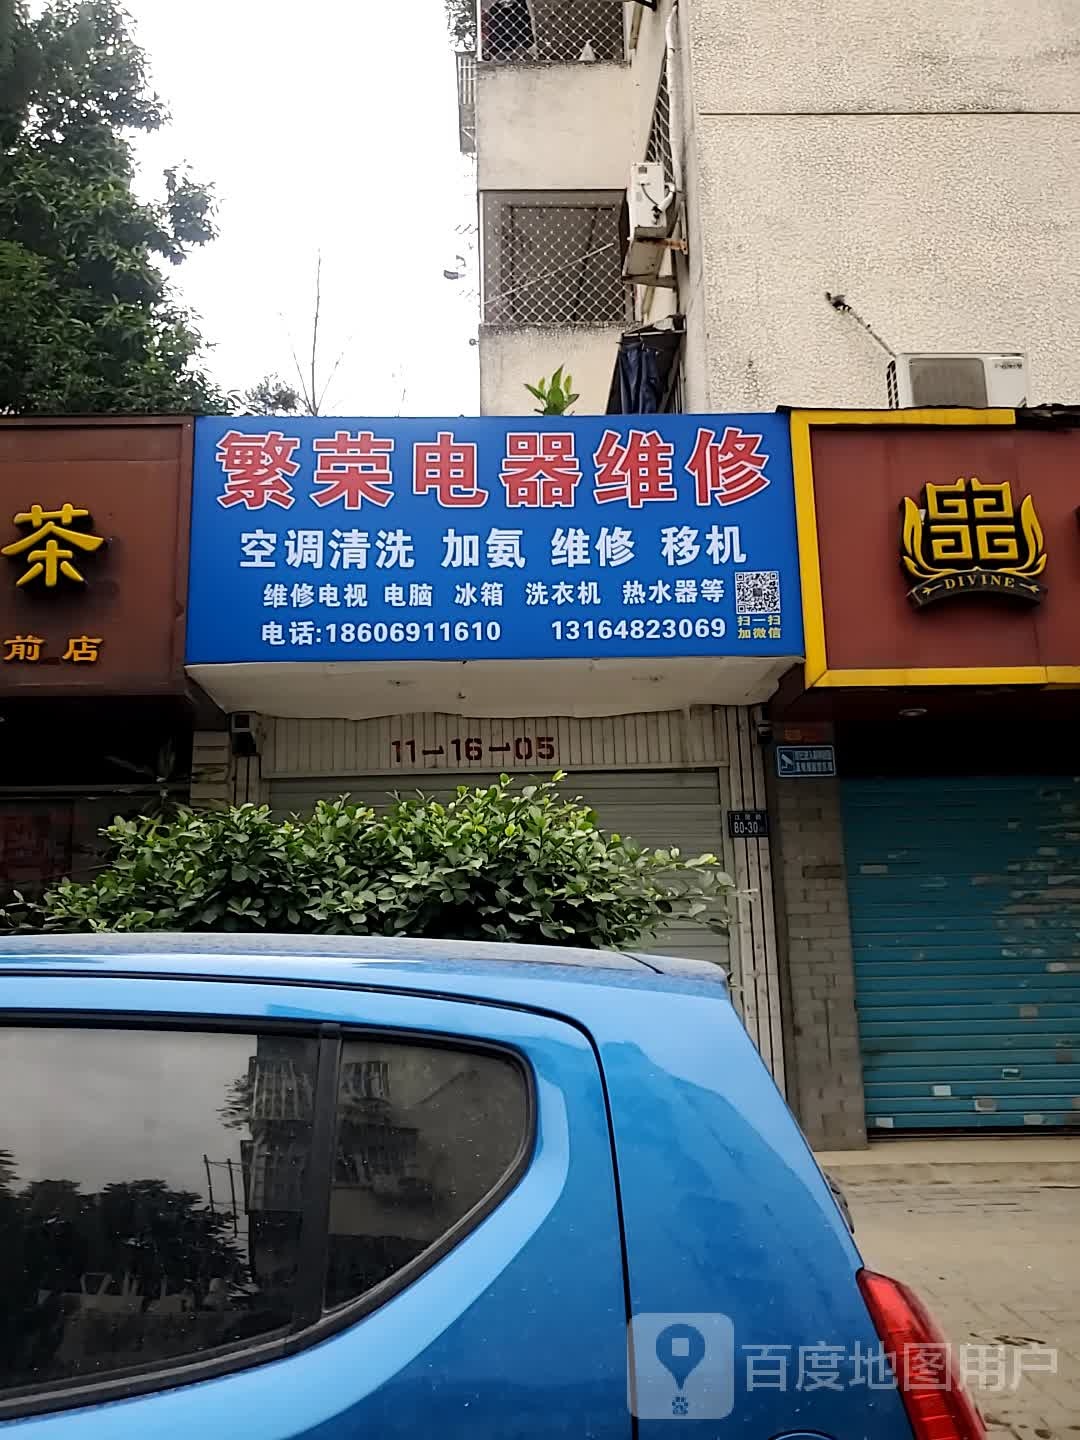 繁荣电器维修
空调清洗 加氨 维修 移机
维修电视 电脑 冰箱 洗衣机 热水器等
电话:18606911610 13164823069
扫一扫
加微信
茶
前店
DIVINE
11-16-05
80-30
百度地图用户